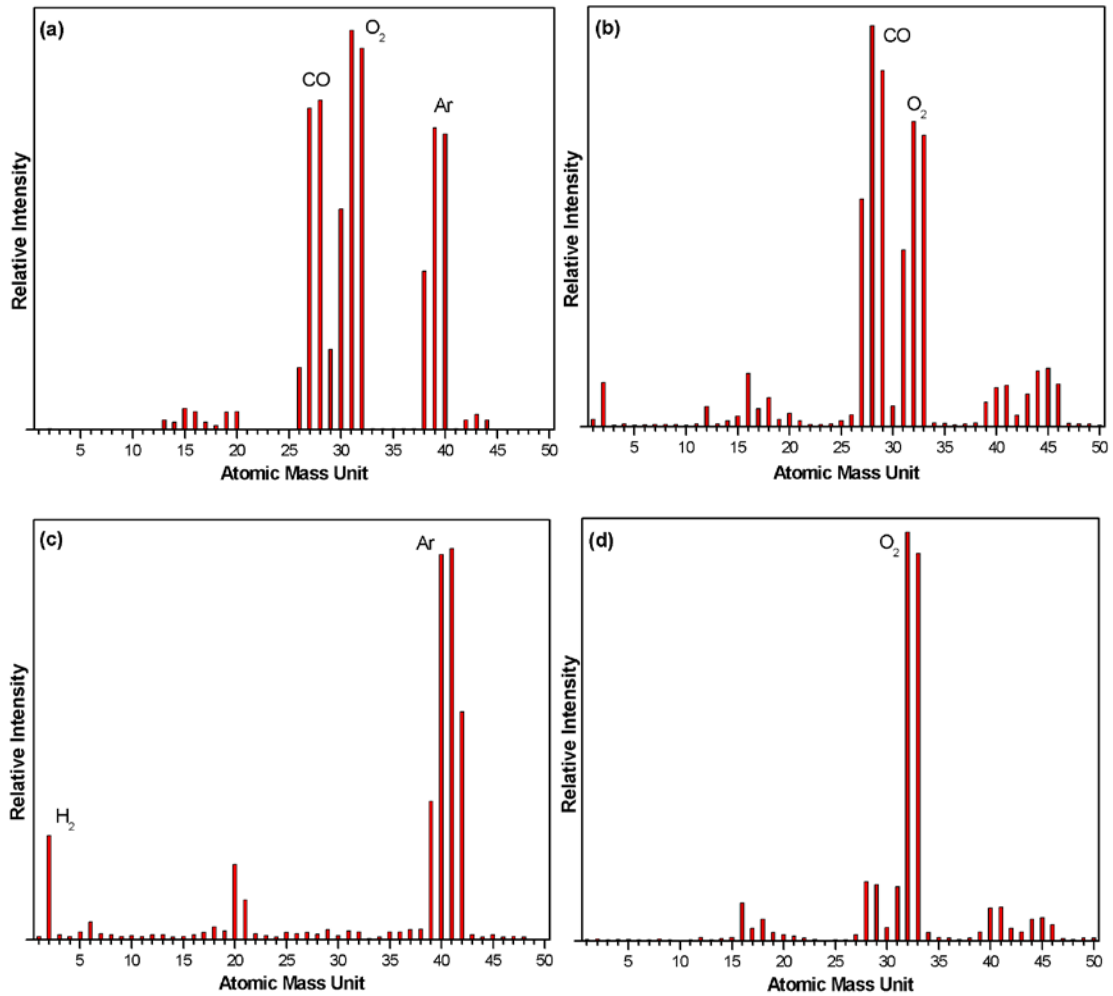 (a)
O2
CO
Ar
Relative Intensity
5 10 15 20 25 30 35 40 45 50
Atomic Mass Unit
(b)
CO
O2
Relative Intensity
5 10 15 20 25 30 35 40 45 50
Atomic Mass Unit
(c)
Ar
H2
Relative Intensity
5 10 15 20 25 30 35 40 45 50
Atomic Mass Unit
(d)
O2
Relative Intensity
5 10 15 20 25 30 35 40 45 50
Atomic Mass Unit